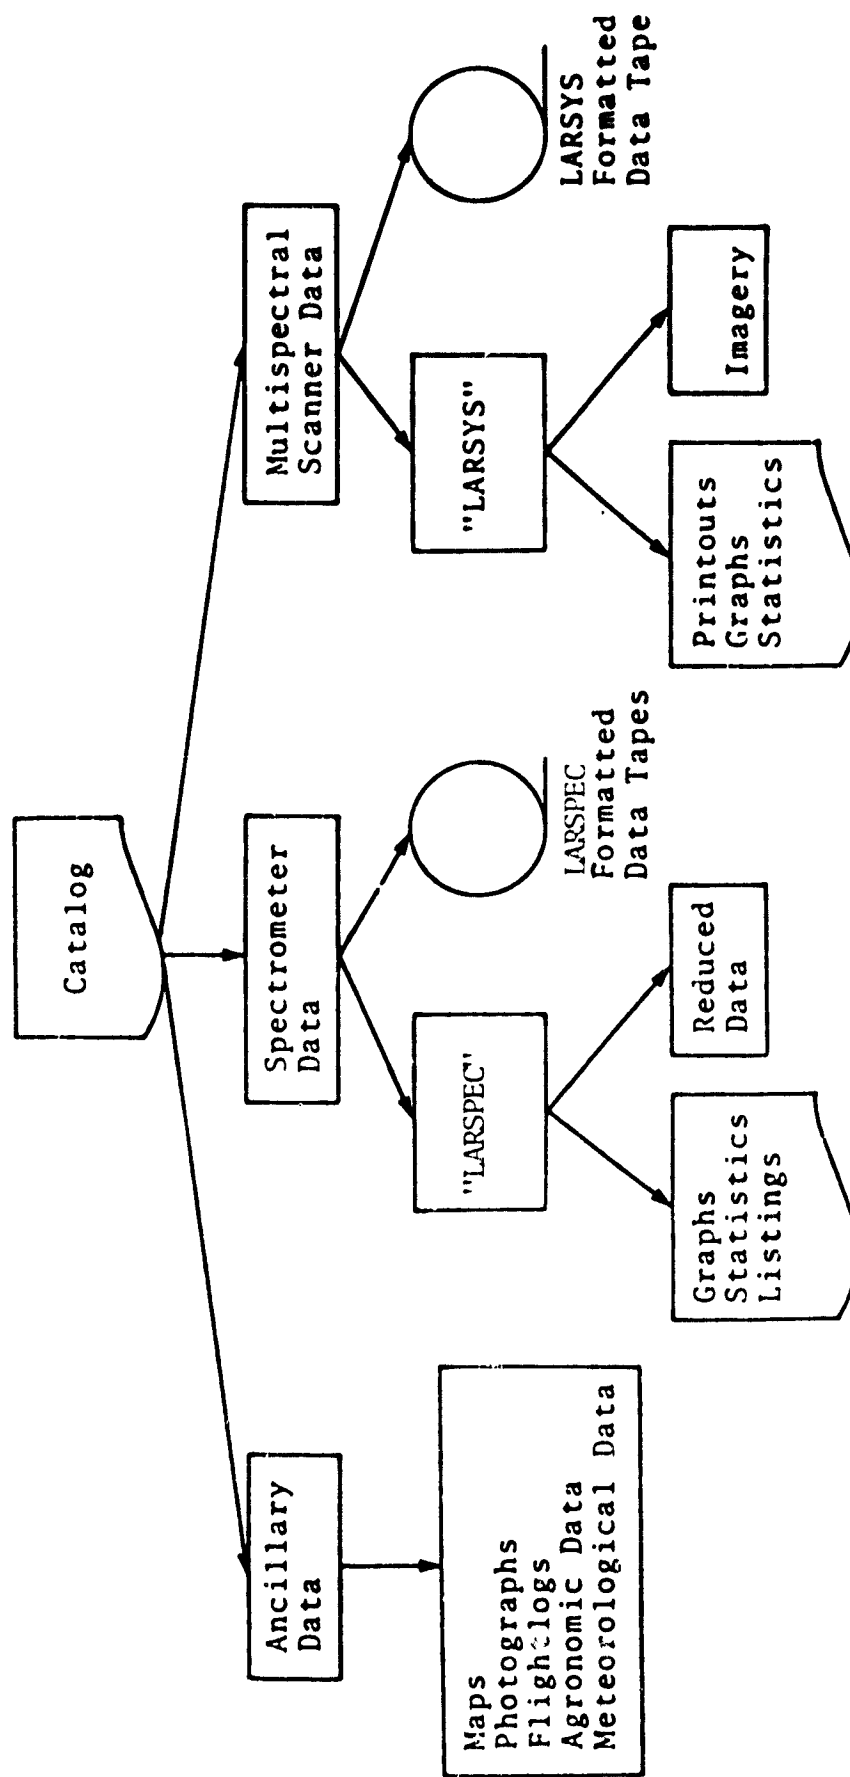 Catalog
Ancillary
Data
Spectrometer
Data
Multispectral
Scanner Data
Maps
Photographs
Flightlogs
Agronomic Data
Meteorological Data
"LARSPEC"
LARSPEC
Formatted
Data Tapes
"LARSYS"
LARSYS
Formatted
Data Tape
Graphs
Statistics
Listings
Reduced
Data
Printouts
Graphs
Statistics
Imagery